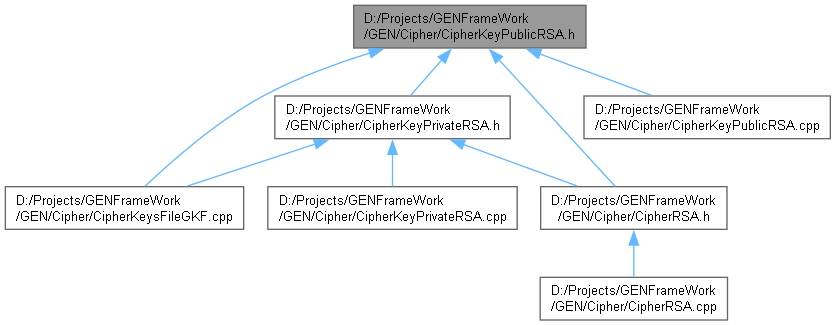 D:/Projects/GENFrameWork
/GEN/Cipher/CipherKeyPublicRSA.h
D:/Projects/GENFrameWork
/GEN/Cipher/CipherKeyPrivateRSA.h
D:/Projects/GENFrameWork
/GEN/Cipher/CipherKeyPublicRSA.cpp
D:/Projects/GENFrameWork
/GEN/Cipher/CipherKeysFileGKF.cpp
D:/Projects/GENFrameWork
/GEN/Cipher/CipherKeyPrivateRSA.cpp
D:/Projects/GENFrameWork
/GEN/Cipher/CipherRSA.h
D:/Projects/GENFrameWork
/GEN/Cipher/CipherRSA.cpp